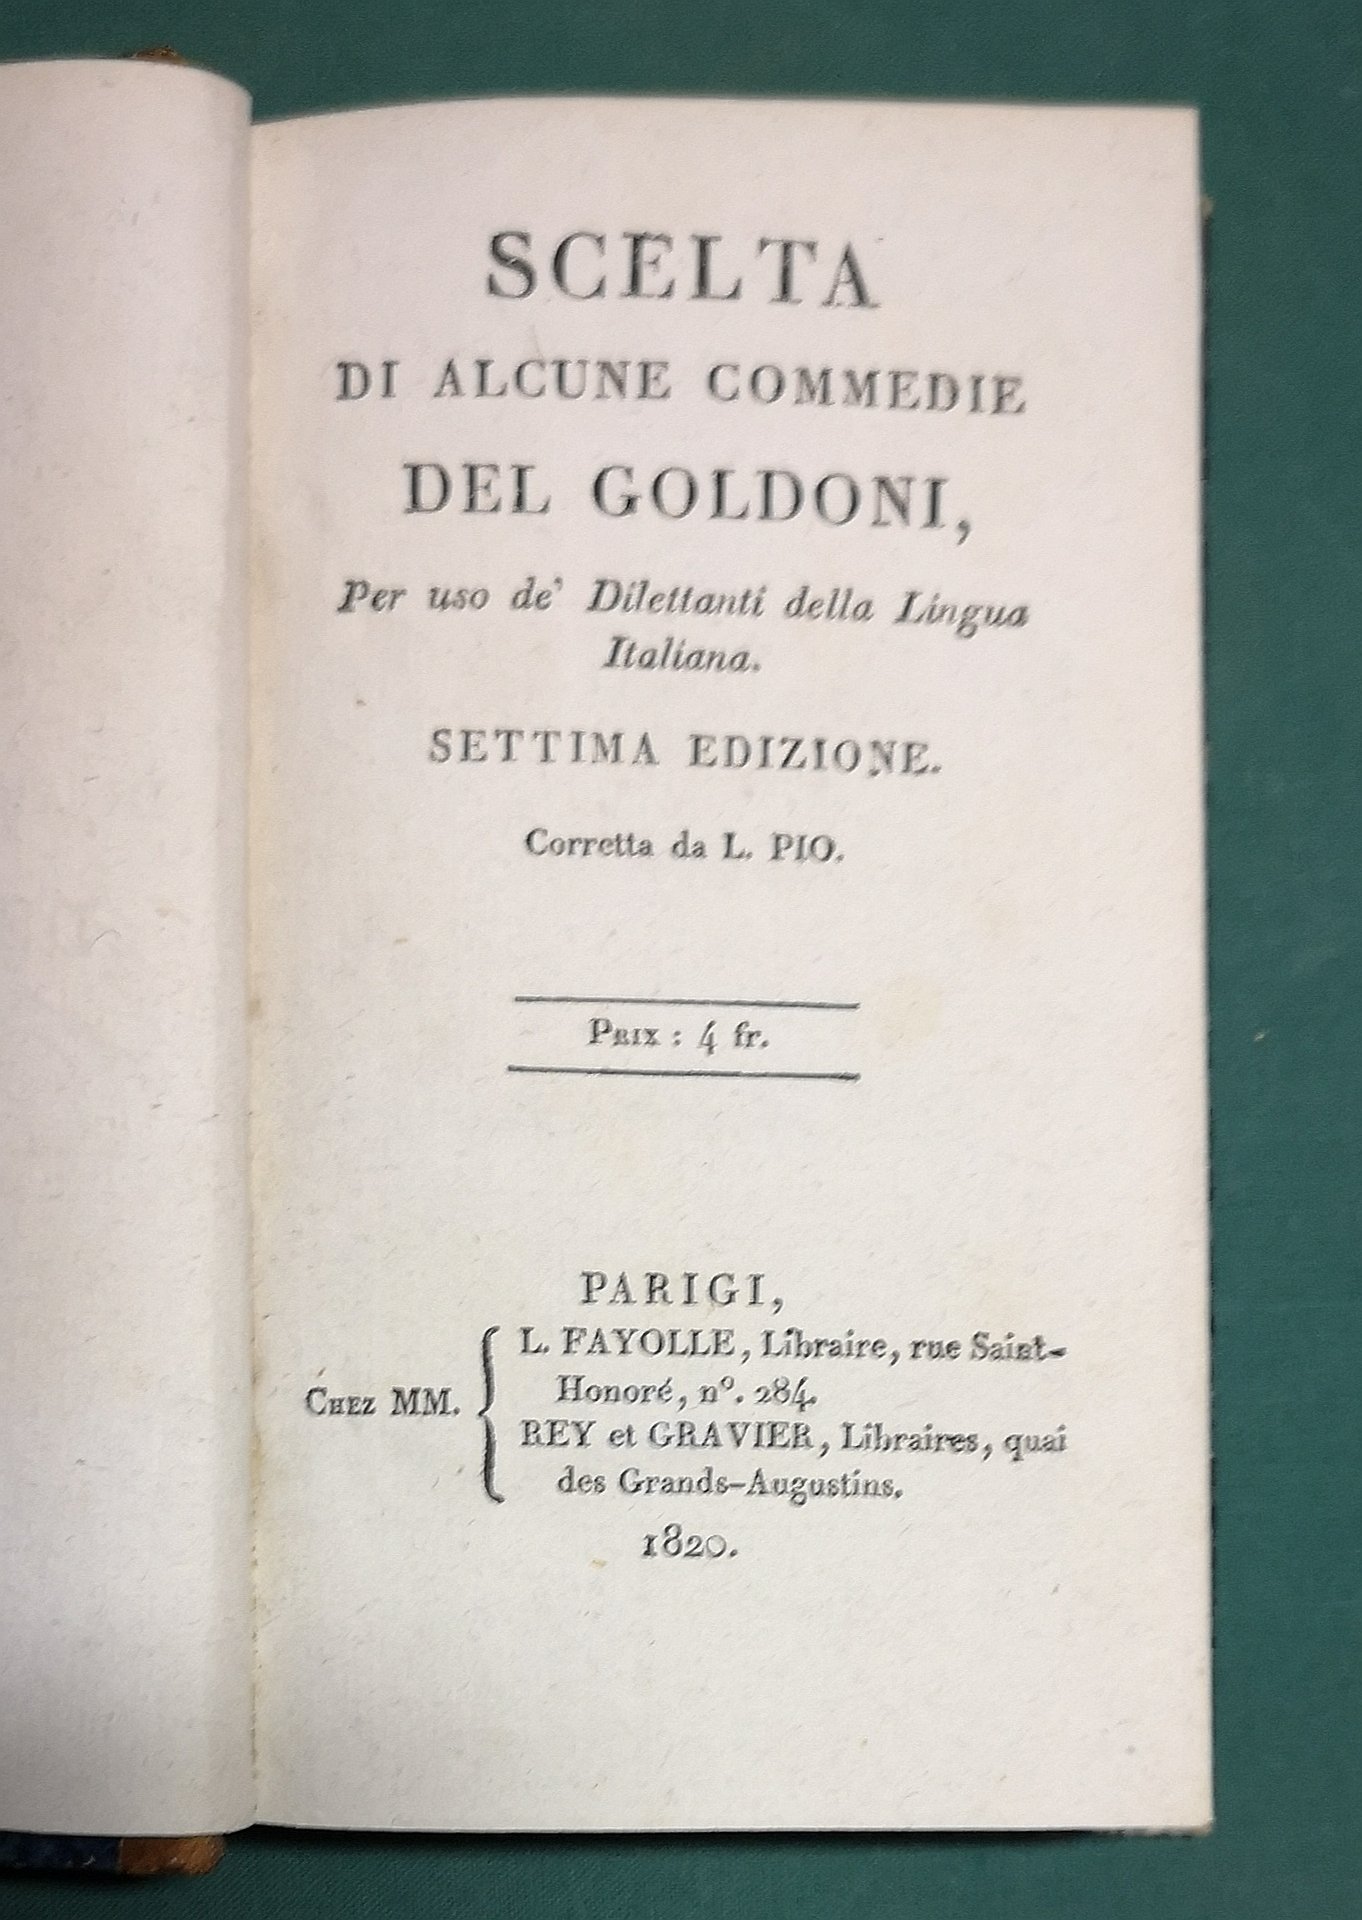 SCELTA
DI ALCUNE COMMEDIE
DEL GOLDONI,
Per uso de' Dilettanti della Lingua
Italiana.
SETTIMA EDIZIONE.
Corretta da L. PIO.
PRIX : 4 fr.
PARIGI,
CHEZ MM.
L. FAYOLLE, Libraire, rue Saint-
Honoré, nº. 284.
REY et GRAVIER, Libraires, quai
des Grands-Augustins.
1820.